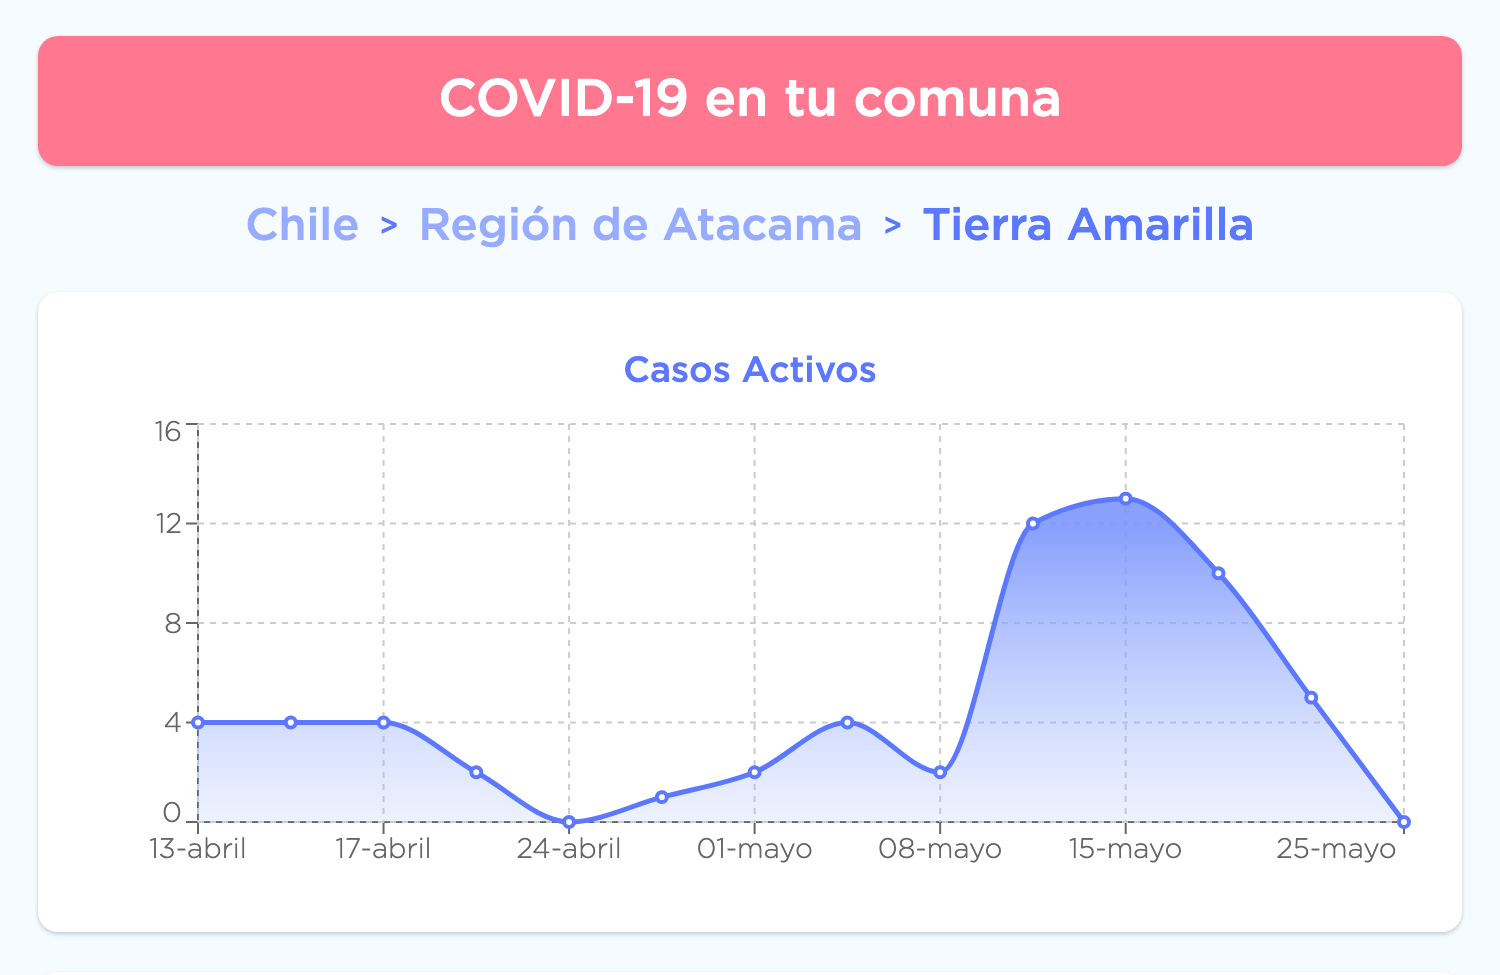 COVID-19 en tu comuna
Chile > Región de Atacama > Tierra Amarilla
Casos Activos
16
12
8
4
0
13-abril 17-abril 24-abril 01-mayo 08-mayo 15-mayo 25-mayo